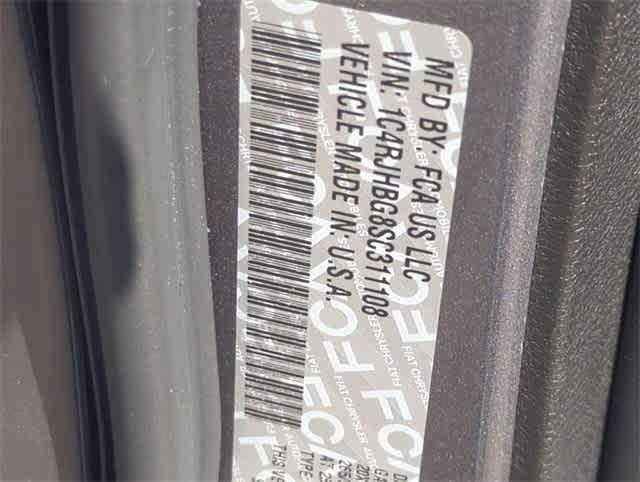 MFD BY: FCA US LLC
VIN: 1C4RJHBG8SC311108
VEHICLE MADE IN: U.S.A.